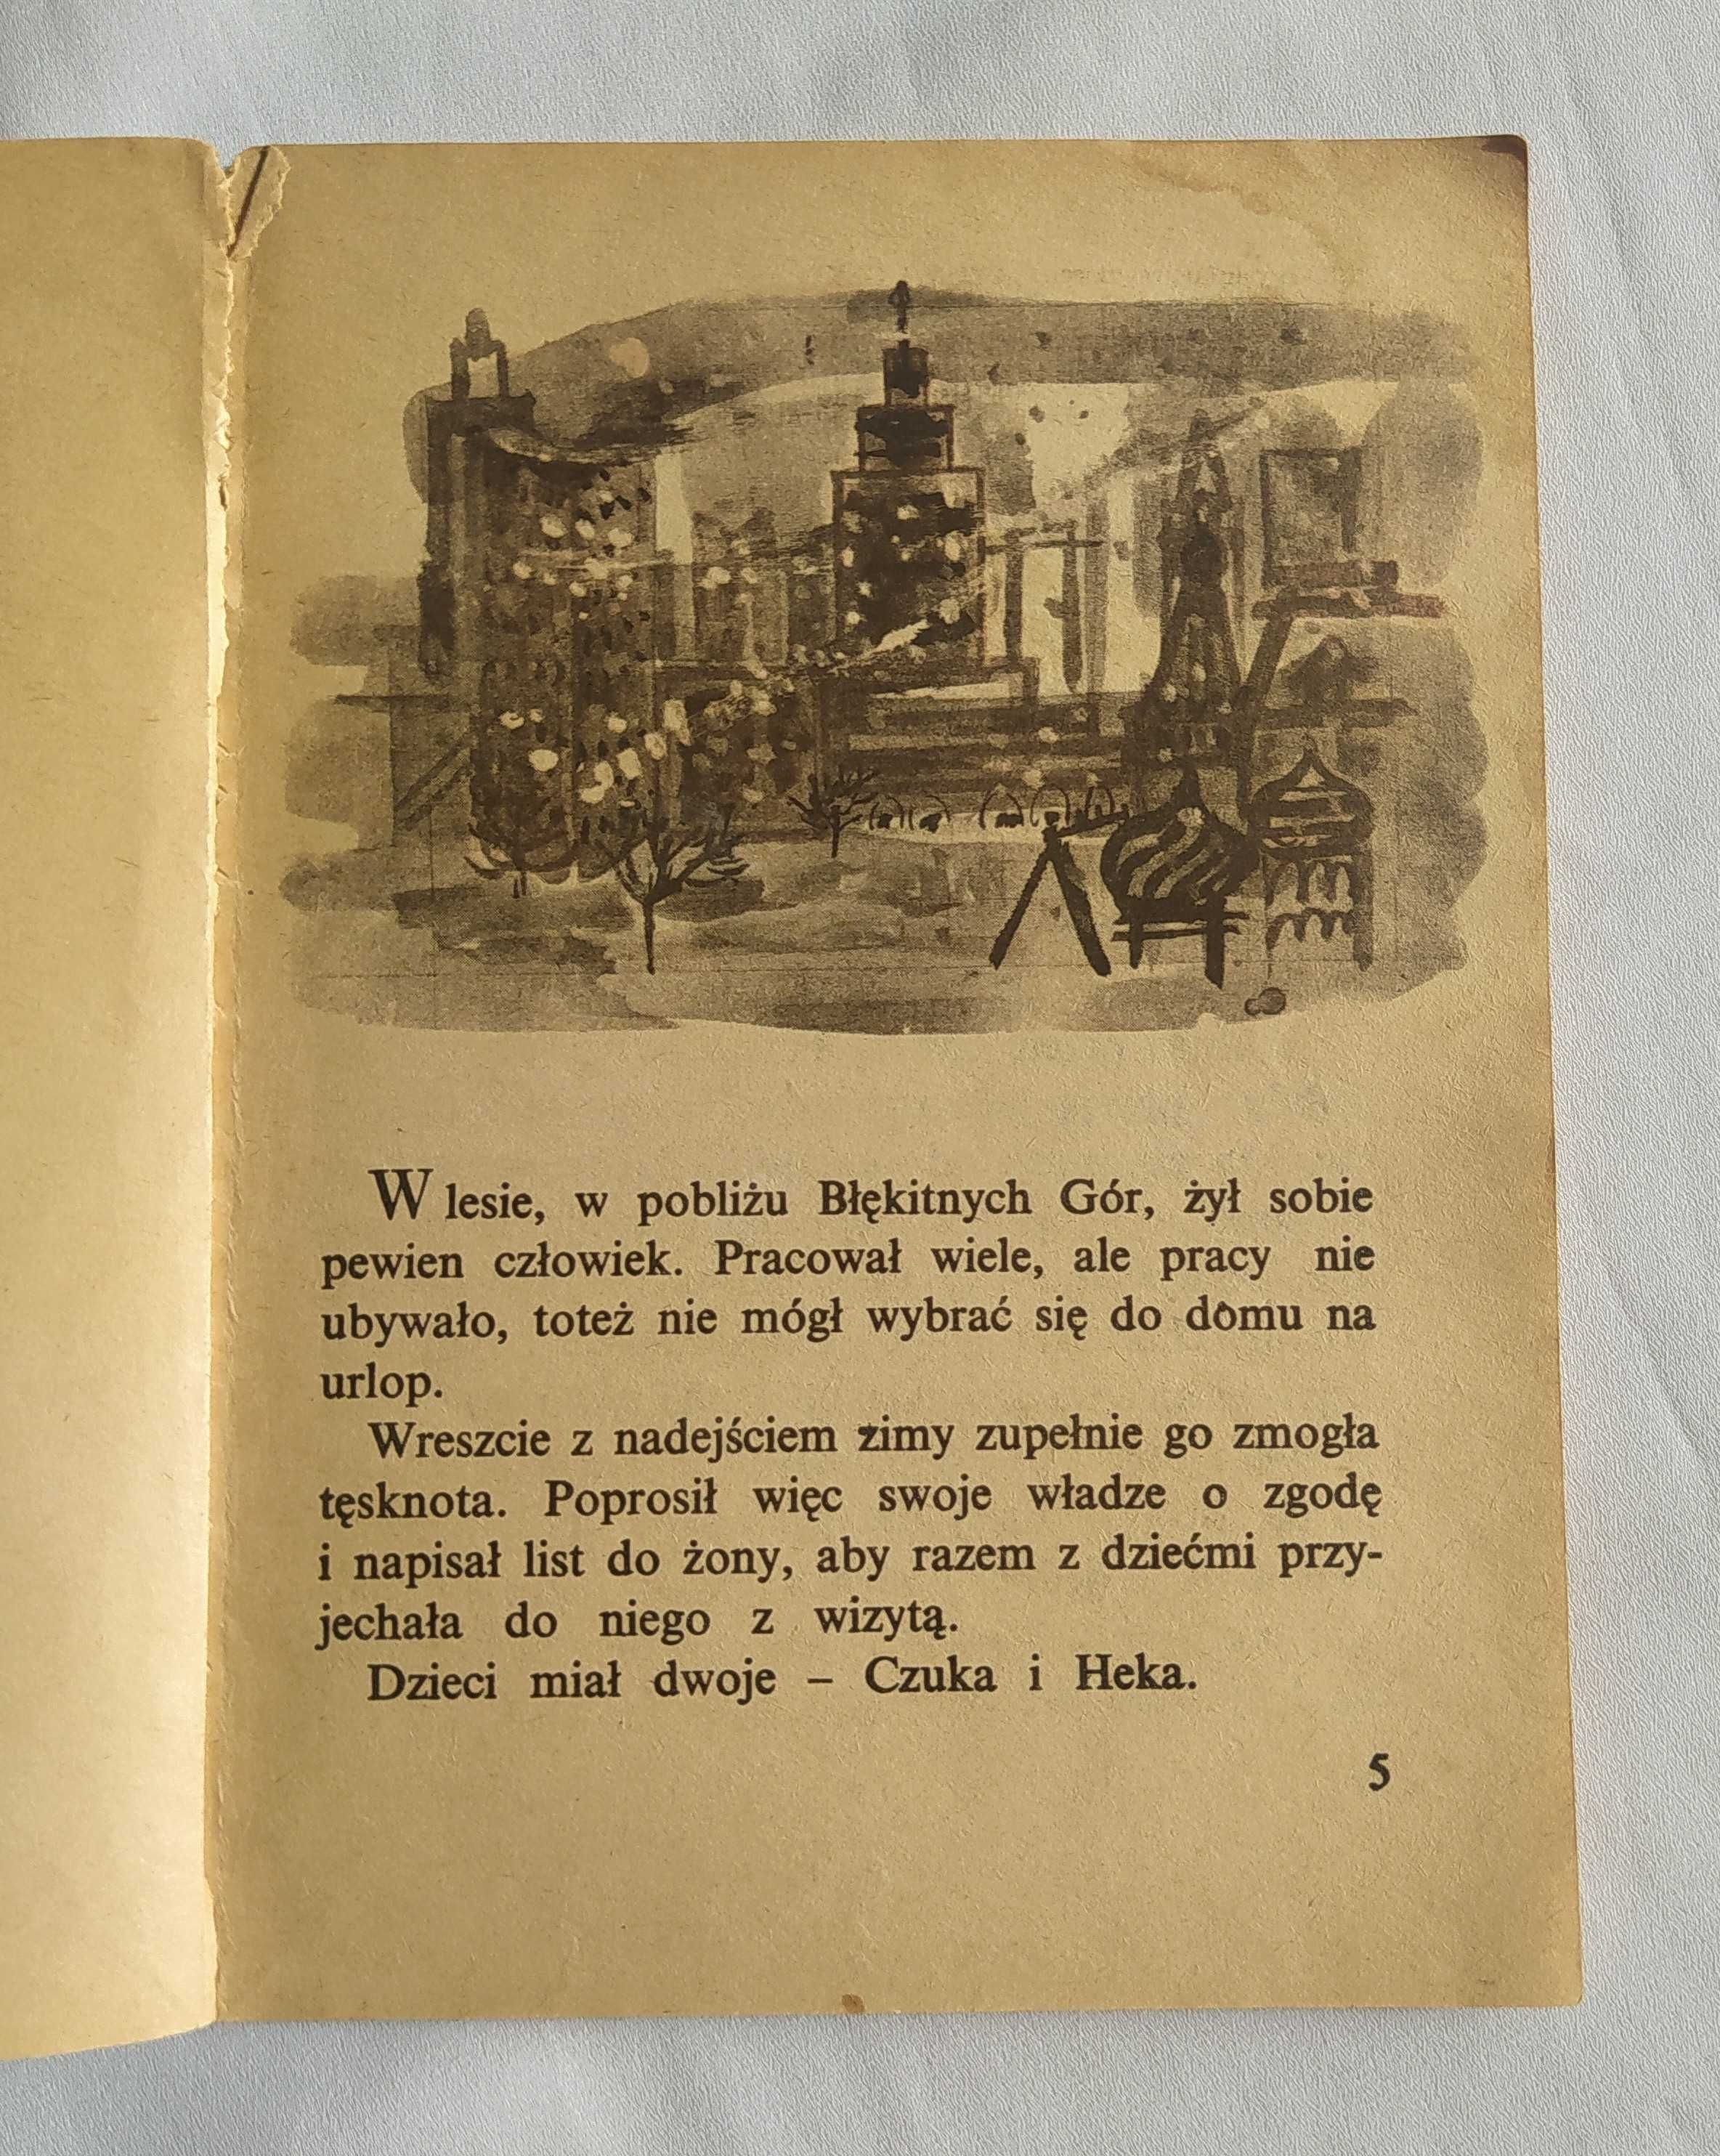 W lesie, w pobliżu Błękitnych Gór, żył sobie
pewien człowiek. Pracował wiele, ale pracy nie
ubywało, toteż nie mógł wybrać się do domu na
urlop.
Wreszcie z nadejściem zimy zupełnie go zmogła
tęsknota. Poprosił więc swoje władze o zgodę
i napisał list do żony, aby razem z dziećmi przy-
jechała do niego z wizytą.
Dzieci miał dwoje – Czuka i Heka.
5